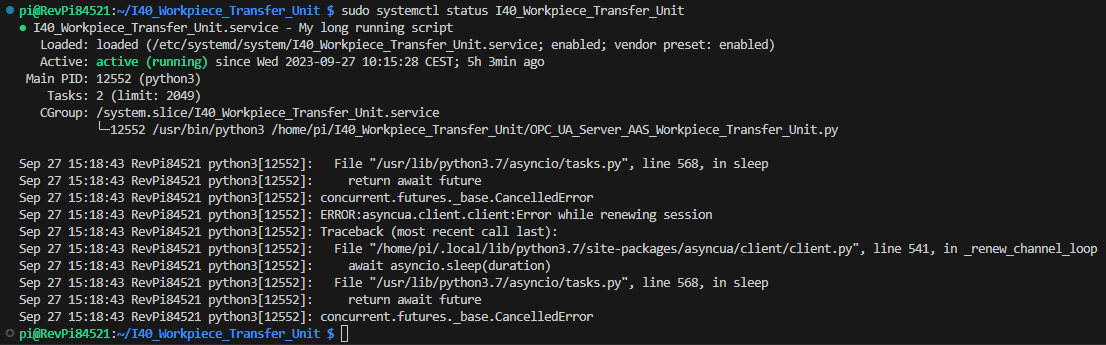 pi@RevPi84521:~/I40_Workpiece_Transfer_Unit $ sudo systemctl status I40_Workpiece_Transfer_Unit
● I40_Workpiece_Transfer_Unit.service - My long running script
   Loaded: loaded (/etc/systemd/system/I40_Workpiece_Transfer_Unit.service; enabled; vendor preset: enabled)
   Active: active (running) since Wed 2023-09-27 10:15:28 CEST; 5h 3min ago
 Main PID: 12552 (python3)
    Tasks: 2 (limit: 2049)
   CGroup: /system.slice/I40_Workpiece_Transfer_Unit.service
           └─12552 /usr/bin/python3 /home/pi/I40_Workpiece_Transfer_Unit/OPC_UA_Server_AAS_Workpiece_Transfer_Unit.py

Sep 27 15:18:43 RevPi84521 python3[12552]:   File "/usr/lib/python3.7/asyncio/tasks.py", line 568, in sleep
Sep 27 15:18:43 RevPi84521 python3[12552]:     return await future
Sep 27 15:18:43 RevPi84521 python3[12552]: concurrent.futures._base.CancelledError
Sep 27 15:18:43 RevPi84521 python3[12552]: ERROR:asyncua.client.client:Error while renewing session
Sep 27 15:18:43 RevPi84521 python3[12552]: Traceback (most recent call last):
Sep 27 15:18:43 RevPi84521 python3[12552]:   File "/home/pi/.local/lib/python3.7/site-packages/asyncua/client/client.py", line 541, in _renew_channel_loop
Sep 27 15:18:43 RevPi84521 python3[12552]:     await asyncio.sleep(duration)
Sep 27 15:18:43 RevPi84521 python3[12552]:   File "/usr/lib/python3.7/asyncio/tasks.py", line 568, in sleep
Sep 27 15:18:43 RevPi84521 python3[12552]:     return await future
Sep 27 15:18:43 RevPi84521 python3[12552]: concurrent.futures._base.CancelledError
pi@RevPi84521:~/I40_Workpiece_Transfer_Unit $